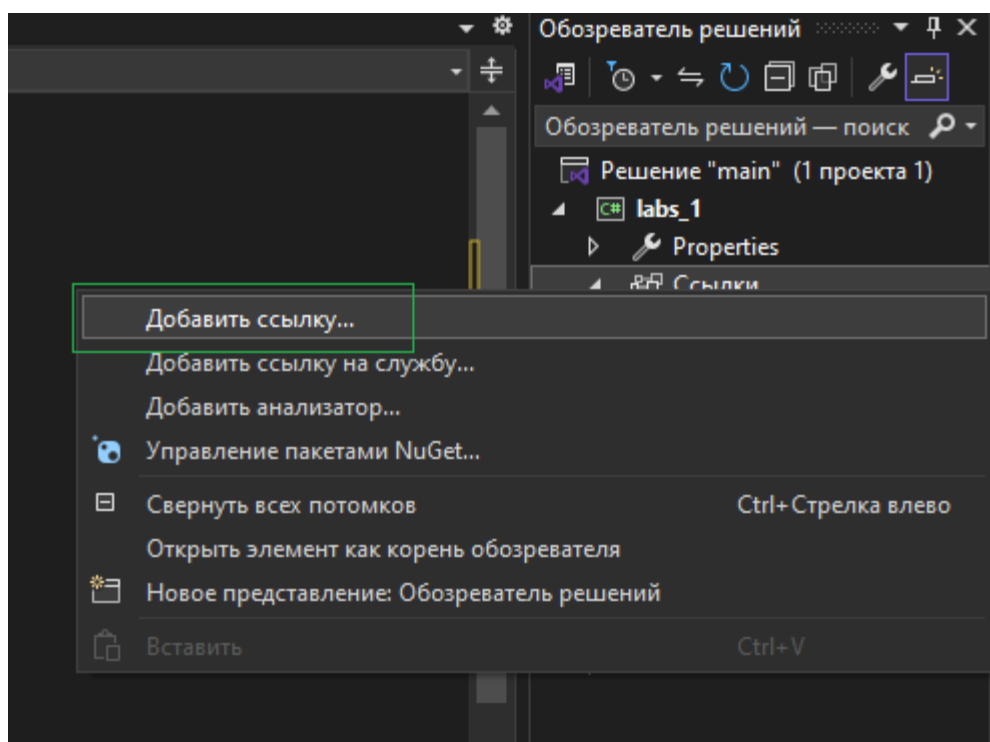 Обозреватель решений
Обозреватель решений — поиск
Решение "main" (1 проекта 1)
C# labs_1
Properties
Ссылки
Добавить ссылку...
Добавить ссылку на службу...
Добавить анализатор...
Управление пакетами NuGet...
Свернуть всех потомков Ctrl+Стрелка влево
Открыть элемент как корень обозревателя
Новое представление: Обозреватель решений
Вставить Ctrl+V